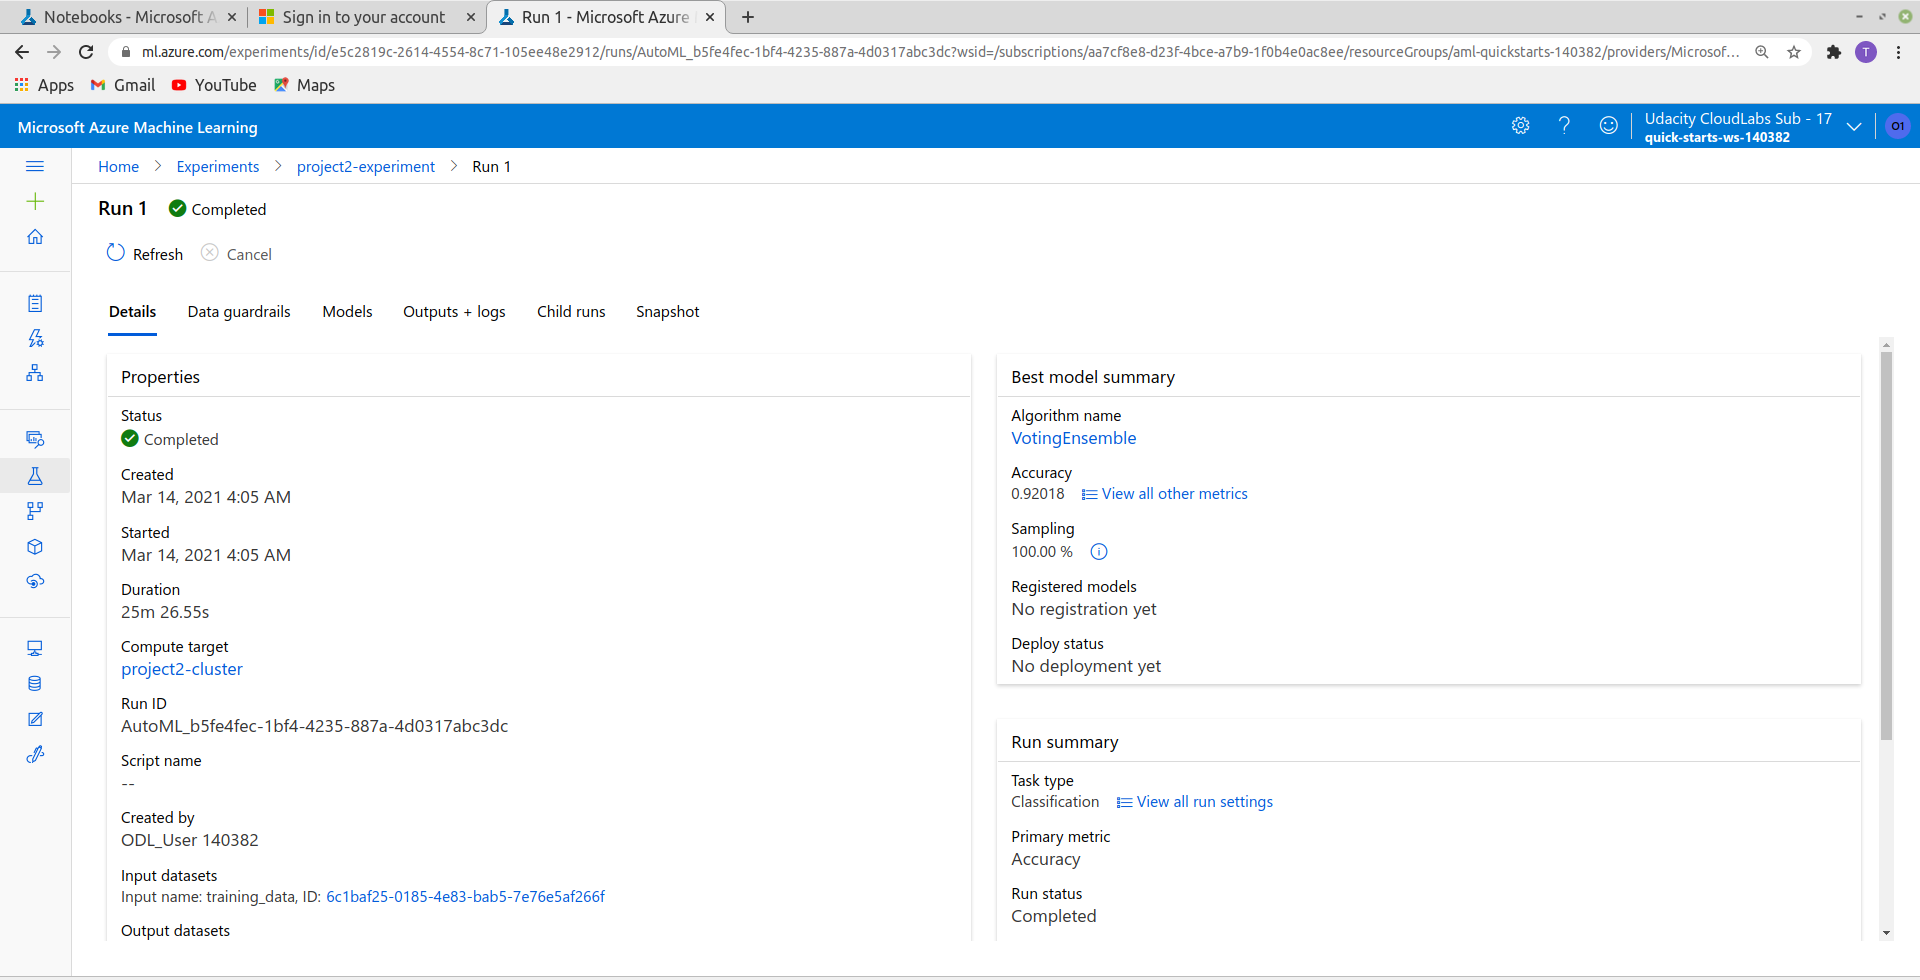 Notebooks - Microsoft A
Sign in to your account
Run 1 - Microsoft Azure
ml.azure.com/experiments/id/e5c2819c-2614-4554-8c71-105ee48e2912/runs/AutoML_b5fe4fec-1bf4-4235-887a-4d0317abc3dc?wsid=/subscriptions/aa7cf8e8-d23f-4bce-a7b9-1f0b4e0ac8ee/resourceGroups/aml-quickstarts-140382/providers/Microsof...
T
Apps
Gmail
YouTube
Maps
Microsoft Azure Machine Learning
Udacity CloudLabs Sub - 17
quick-starts-ws-140382
O1
Home > Experiments > project2-experiment > Run 1
Run 1
Completed
Refresh
Cancel
Details
Data guardrails
Models
Outputs + logs
Child runs
Snapshot
Properties
Status
Completed
Created
Mar 14, 2021 4:05 AM
Started
Mar 14, 2021 4:05 AM
Duration
25m 26.55s
Compute target
project2-cluster
Run ID
AutoML_b5fe4fec-1bf4-4235-887a-4d0317abc3dc
Script name
--
Created by
ODL_User 140382
Input datasets
Input name: training_data, ID: 6c1baf25-0185-4e83-bab5-7e76e5af266f
Output datasets
Best model summary
Algorithm name
VotingEnsemble
Accuracy
0.92018 View all other metrics
Sampling
100.00 %
Registered models
No registration yet
Deploy status
No deployment yet
Run summary
Task type
Classification View all run settings
Primary metric
Accuracy
Run status
Completed